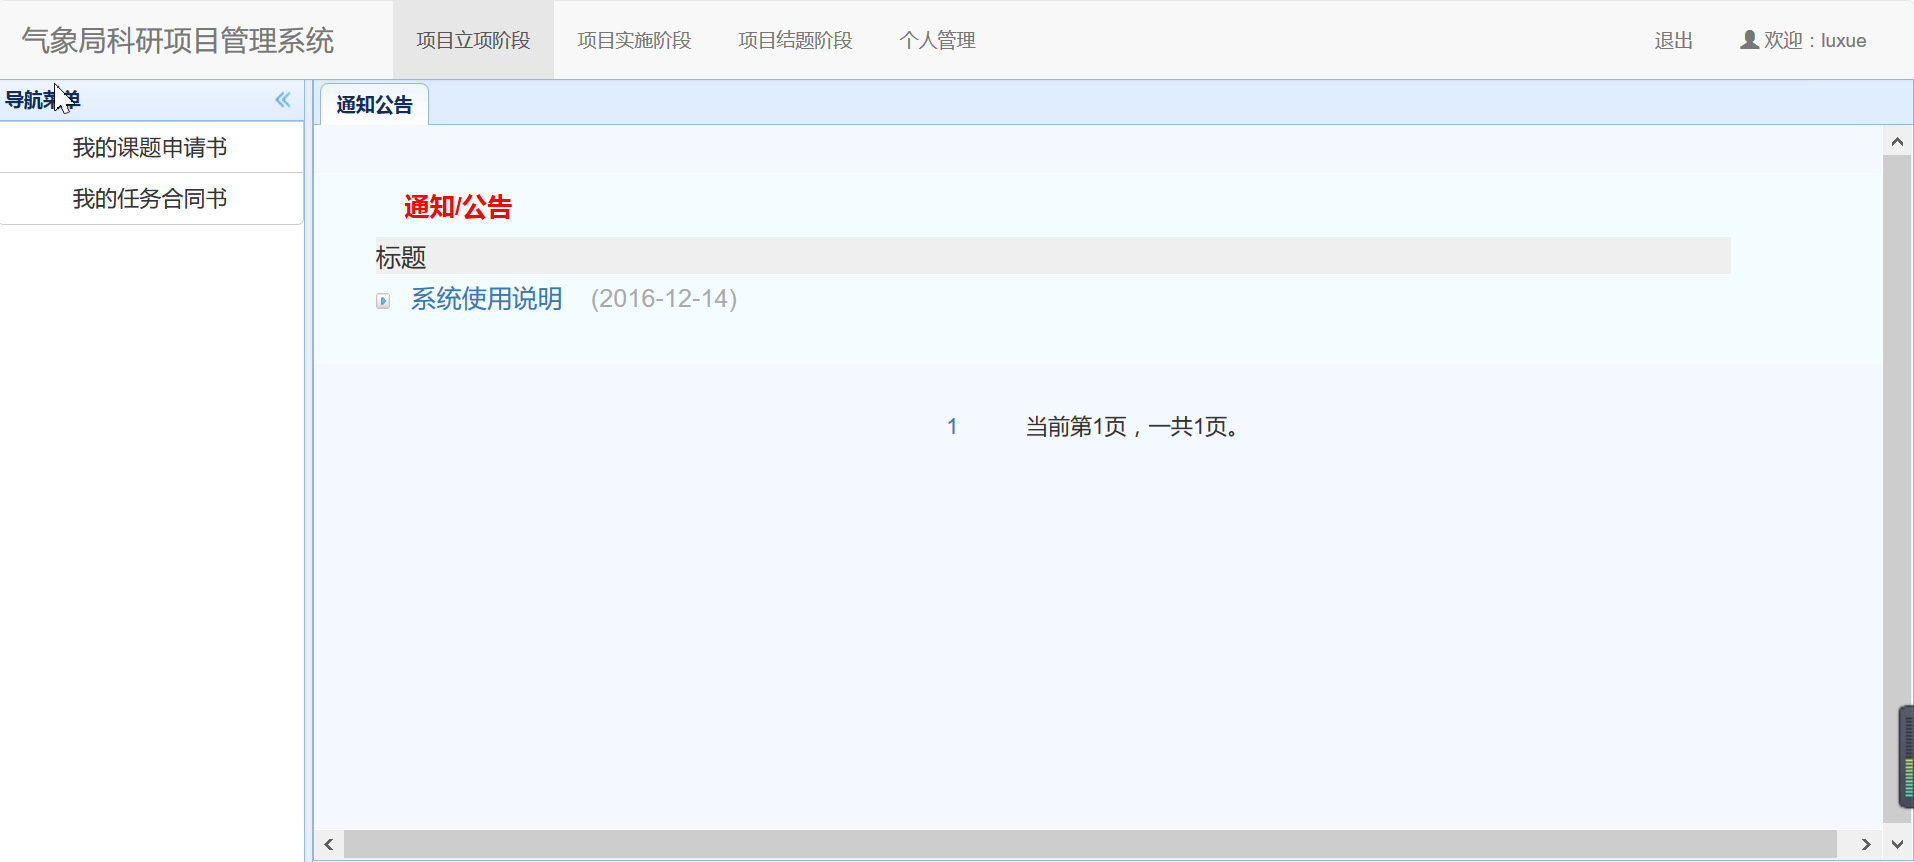 气象局科研项目管理系统 项目立项阶段 项目实施阶段 项目结题阶段 个人管理 退出 欢迎：luxue
导航菜单
通知公告
我的课题申请书
我的任务合同书
通知/公告
标题
系统使用说明 (2016-12-14)
1 当前第1页，一共1页。